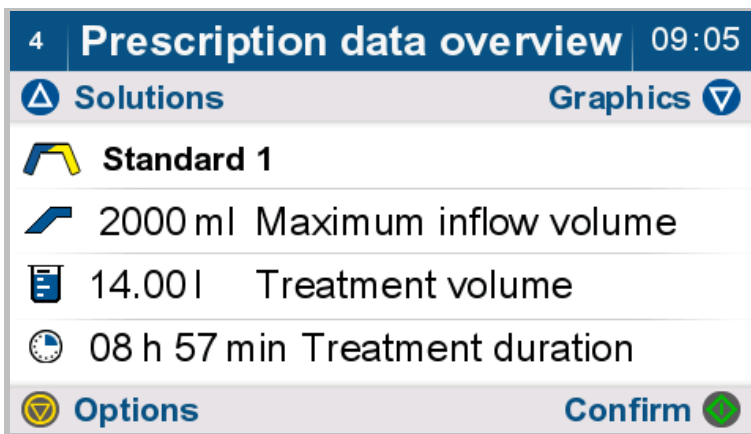 4 Prescription data overview 09:05
Solutions Graphics
Standard 1
2000 ml Maximum inflow volume
14.00 l Treatment volume
08 h 57 min Treatment duration
Options Confirm